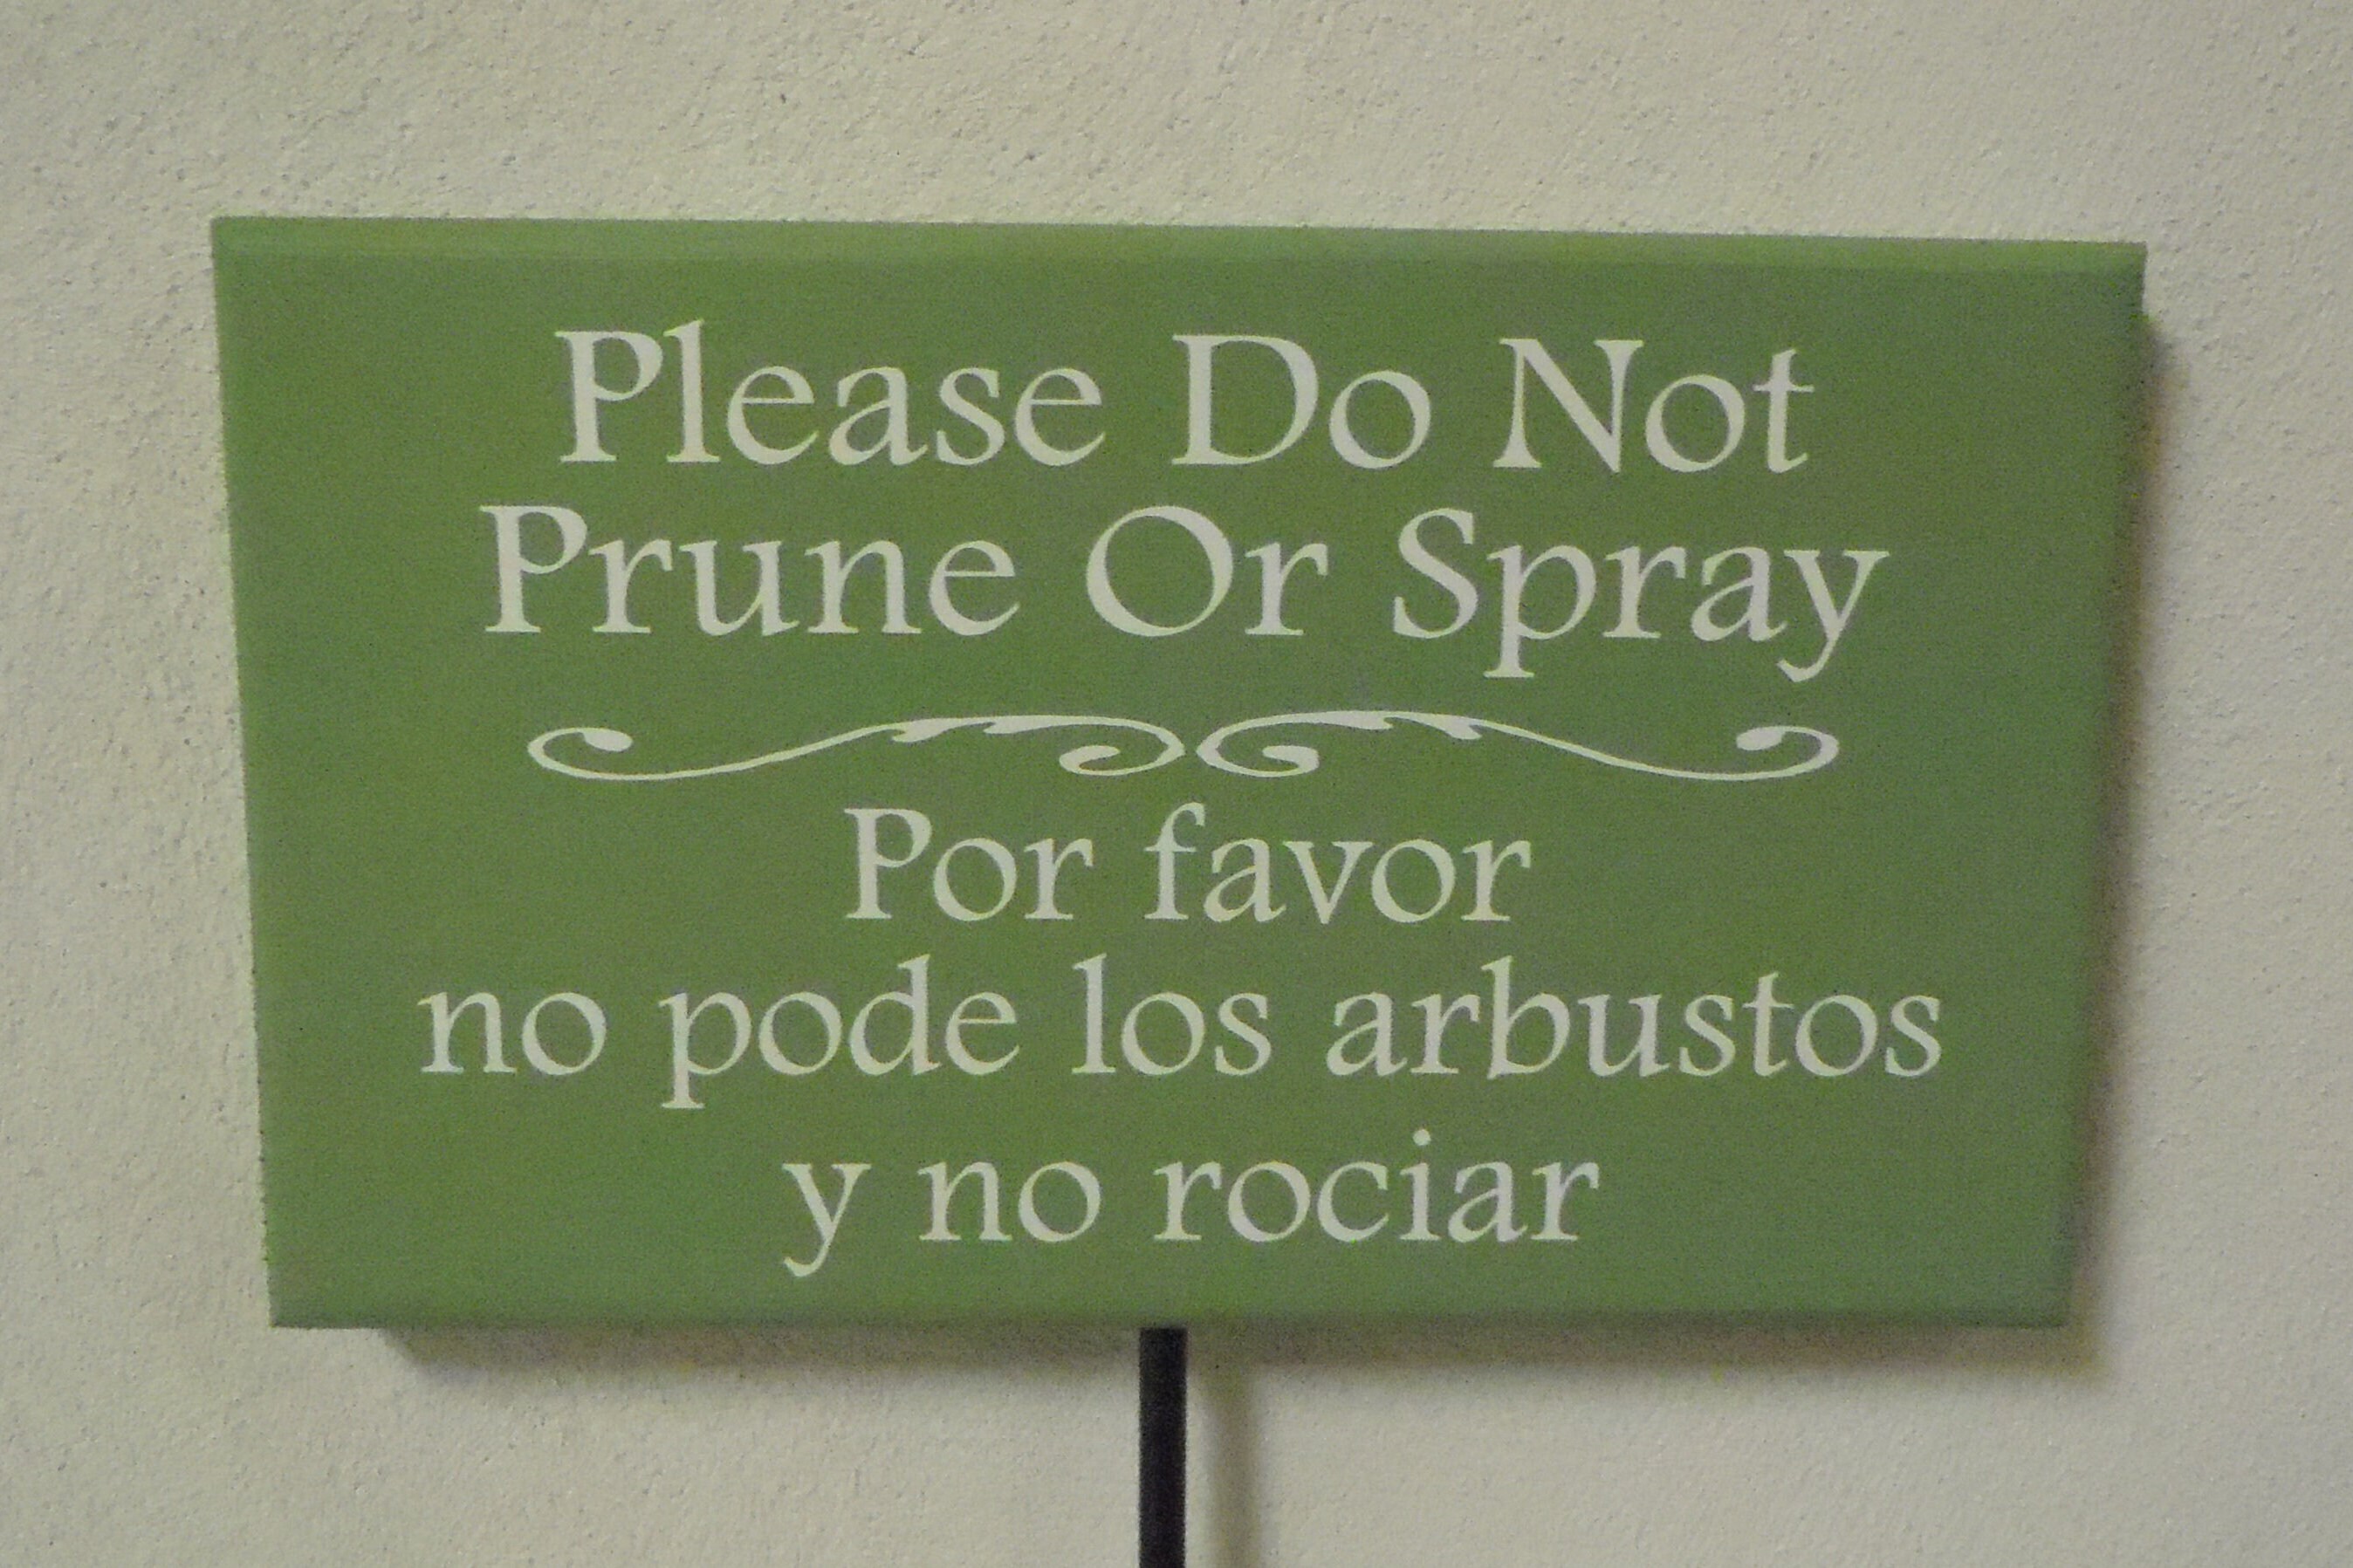 Please Do Not
Prune Or Spray
Por favor
no pode los arbustos
y no rociar